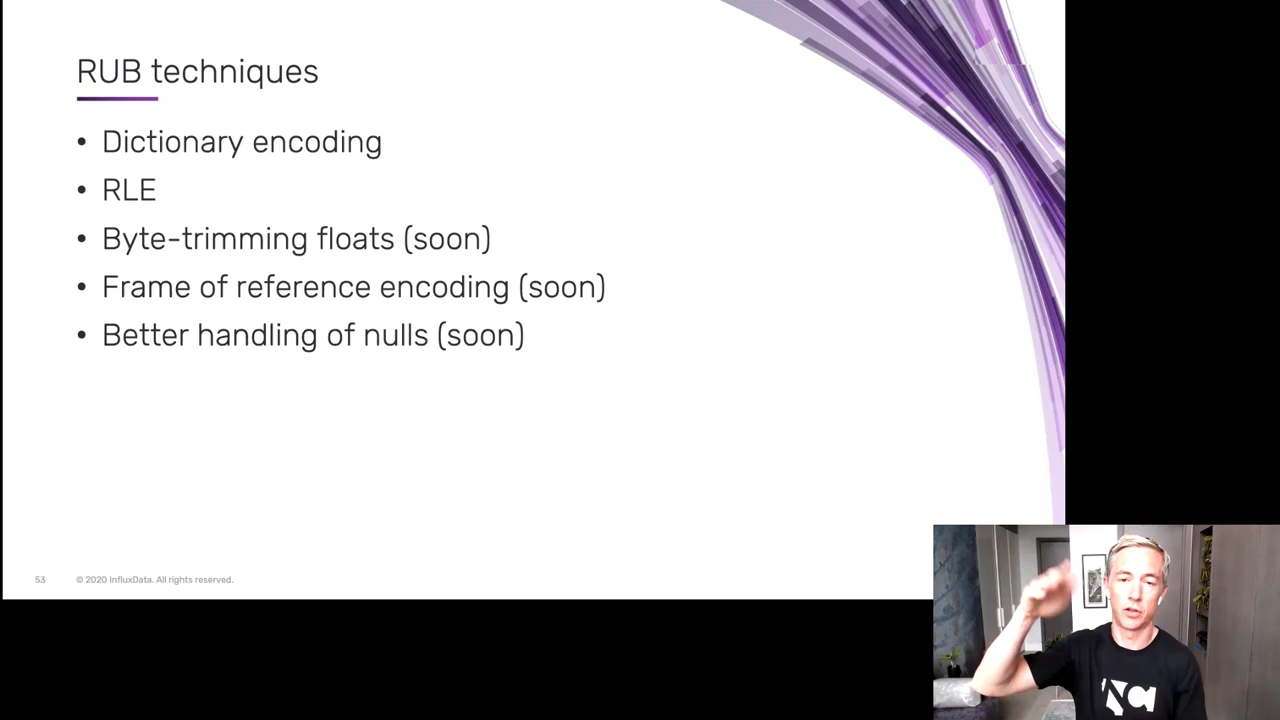 RUB techniques
• Dictionary encoding
• RLE
• Byte-trimming floats (soon)
• Frame of reference encoding (soon)
• Better handling of nulls (soon)
53 © 2020 InfluxData. All rights reserved.